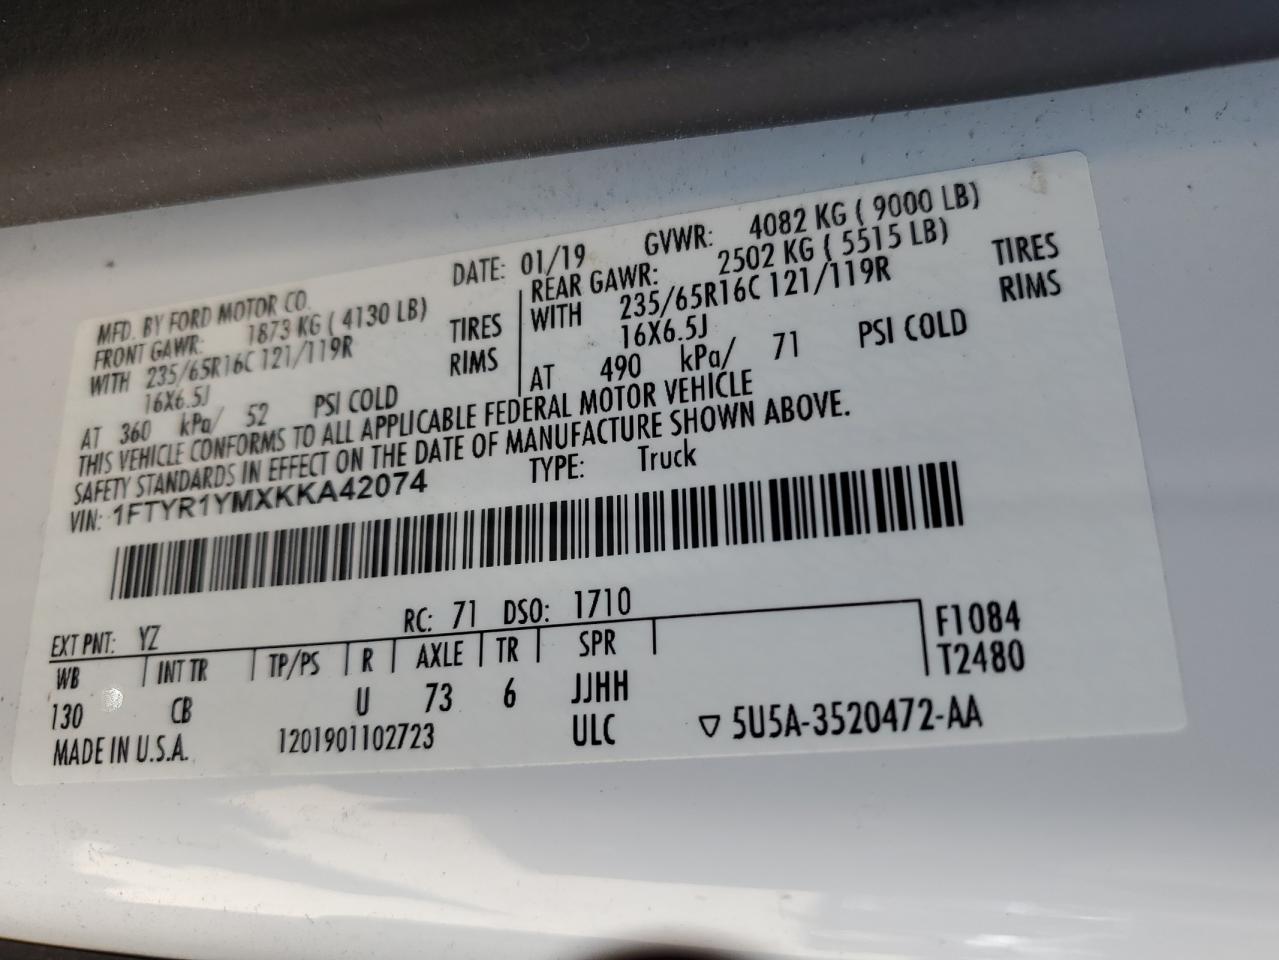 MFD. BY FORD MOTOR CO. DATE: 01/19 GVWR: 4082 KG ( 9000 LB)
FRONT GAWR: 1873 KG ( 4130 LB)
WITH 235/65R16C 121/119R TIRES
16X6.5J RIMS
AT 360 kPa/ 52 PSI COLD
REAR GAWR: 2502 KG ( 5515 LB)
WITH 235/65R16C 121/119R TIRES
16X6.5J RIMS
AT 490 kPa/ 71 PSI COLD
THIS VEHICLE CONFORMS TO ALL APPLICABLE FEDERAL MOTOR VEHICLE
SAFETY STANDARDS IN EFFECT ON THE DATE OF MANUFACTURE SHOWN ABOVE.
VIN: 1FTYR1YMXKKA42074 TYPE: Truck
EXT PNT: YZ RC: 71 DSO: 1710
WB INT TR TP/PS R AXLE TR SPR F1084
130 CB U 73 6 JJHH T2480
MADE IN U.S.A. 1201901102723 ULC ▽ 5U5A-3520472-AA